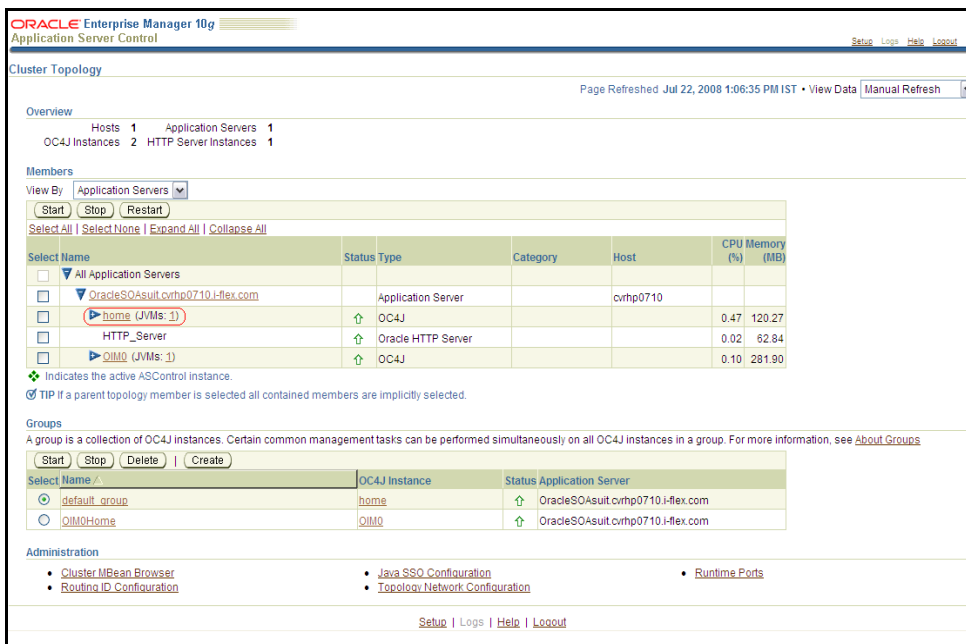 ORACLE Enterprise Manager 10g
Application Server Control
Setup Logs Help Logout
Cluster Topology
Page Refreshed Jul 22, 2008 1:06:35 PM IST • View Data Manual Refresh
Overview
Hosts 1 Application Servers 1
OC4J Instances 2 HTTP Server Instances 1
Members
View By Application Servers
Start Stop Restart
Select All | Select None | Expand All | Collapse All
Select Name Status Type Category Host CPU (%) Memory (MB)
All Application Servers
OracleSOAsuit.cvrhp0710.i-flex.com Application Server cvrhp0710
home (JVMs: 1) OC4J 0.47 120.27
HTTP_Server Oracle HTTP Server 0.02 62.84
OIM0 (JVMs: 1) OC4J 0.10 281.90
Indicates the active ASControl instance.
TIP If a parent topology member is selected all contained members are implicitly selected.
Groups
A group is a collection of OC4J instances. Certain common management tasks can be performed simultaneously on all OC4J instances in a group. For more information, see About Groups
Start Stop Delete | Create
Select Name OC4J Instance Status Application Server
default_group home OracleSOAsuit.cvrhp0710.i-flex.com
OIM0Home OIM0 OracleSOAsuit.cvrhp0710.i-flex.com
Administration
• Cluster MBean Browser • Java SSO Configuration • Runtime Ports
• Routing ID Configuration • Topology Network Configuration
Setup | Logs | Help | Logout